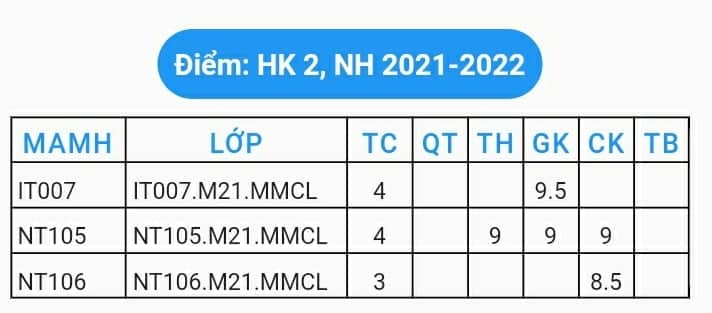 Điểm: HK 2, NH 2021-2022
MAMH LỚP TC QT TH GK CK TB
IT007 IT007.M21.MMCL 4 9.5
NT105 NT105.M21.MMCL 4 9 9 9
NT106 NT106.M21.MMCL 3 8.5